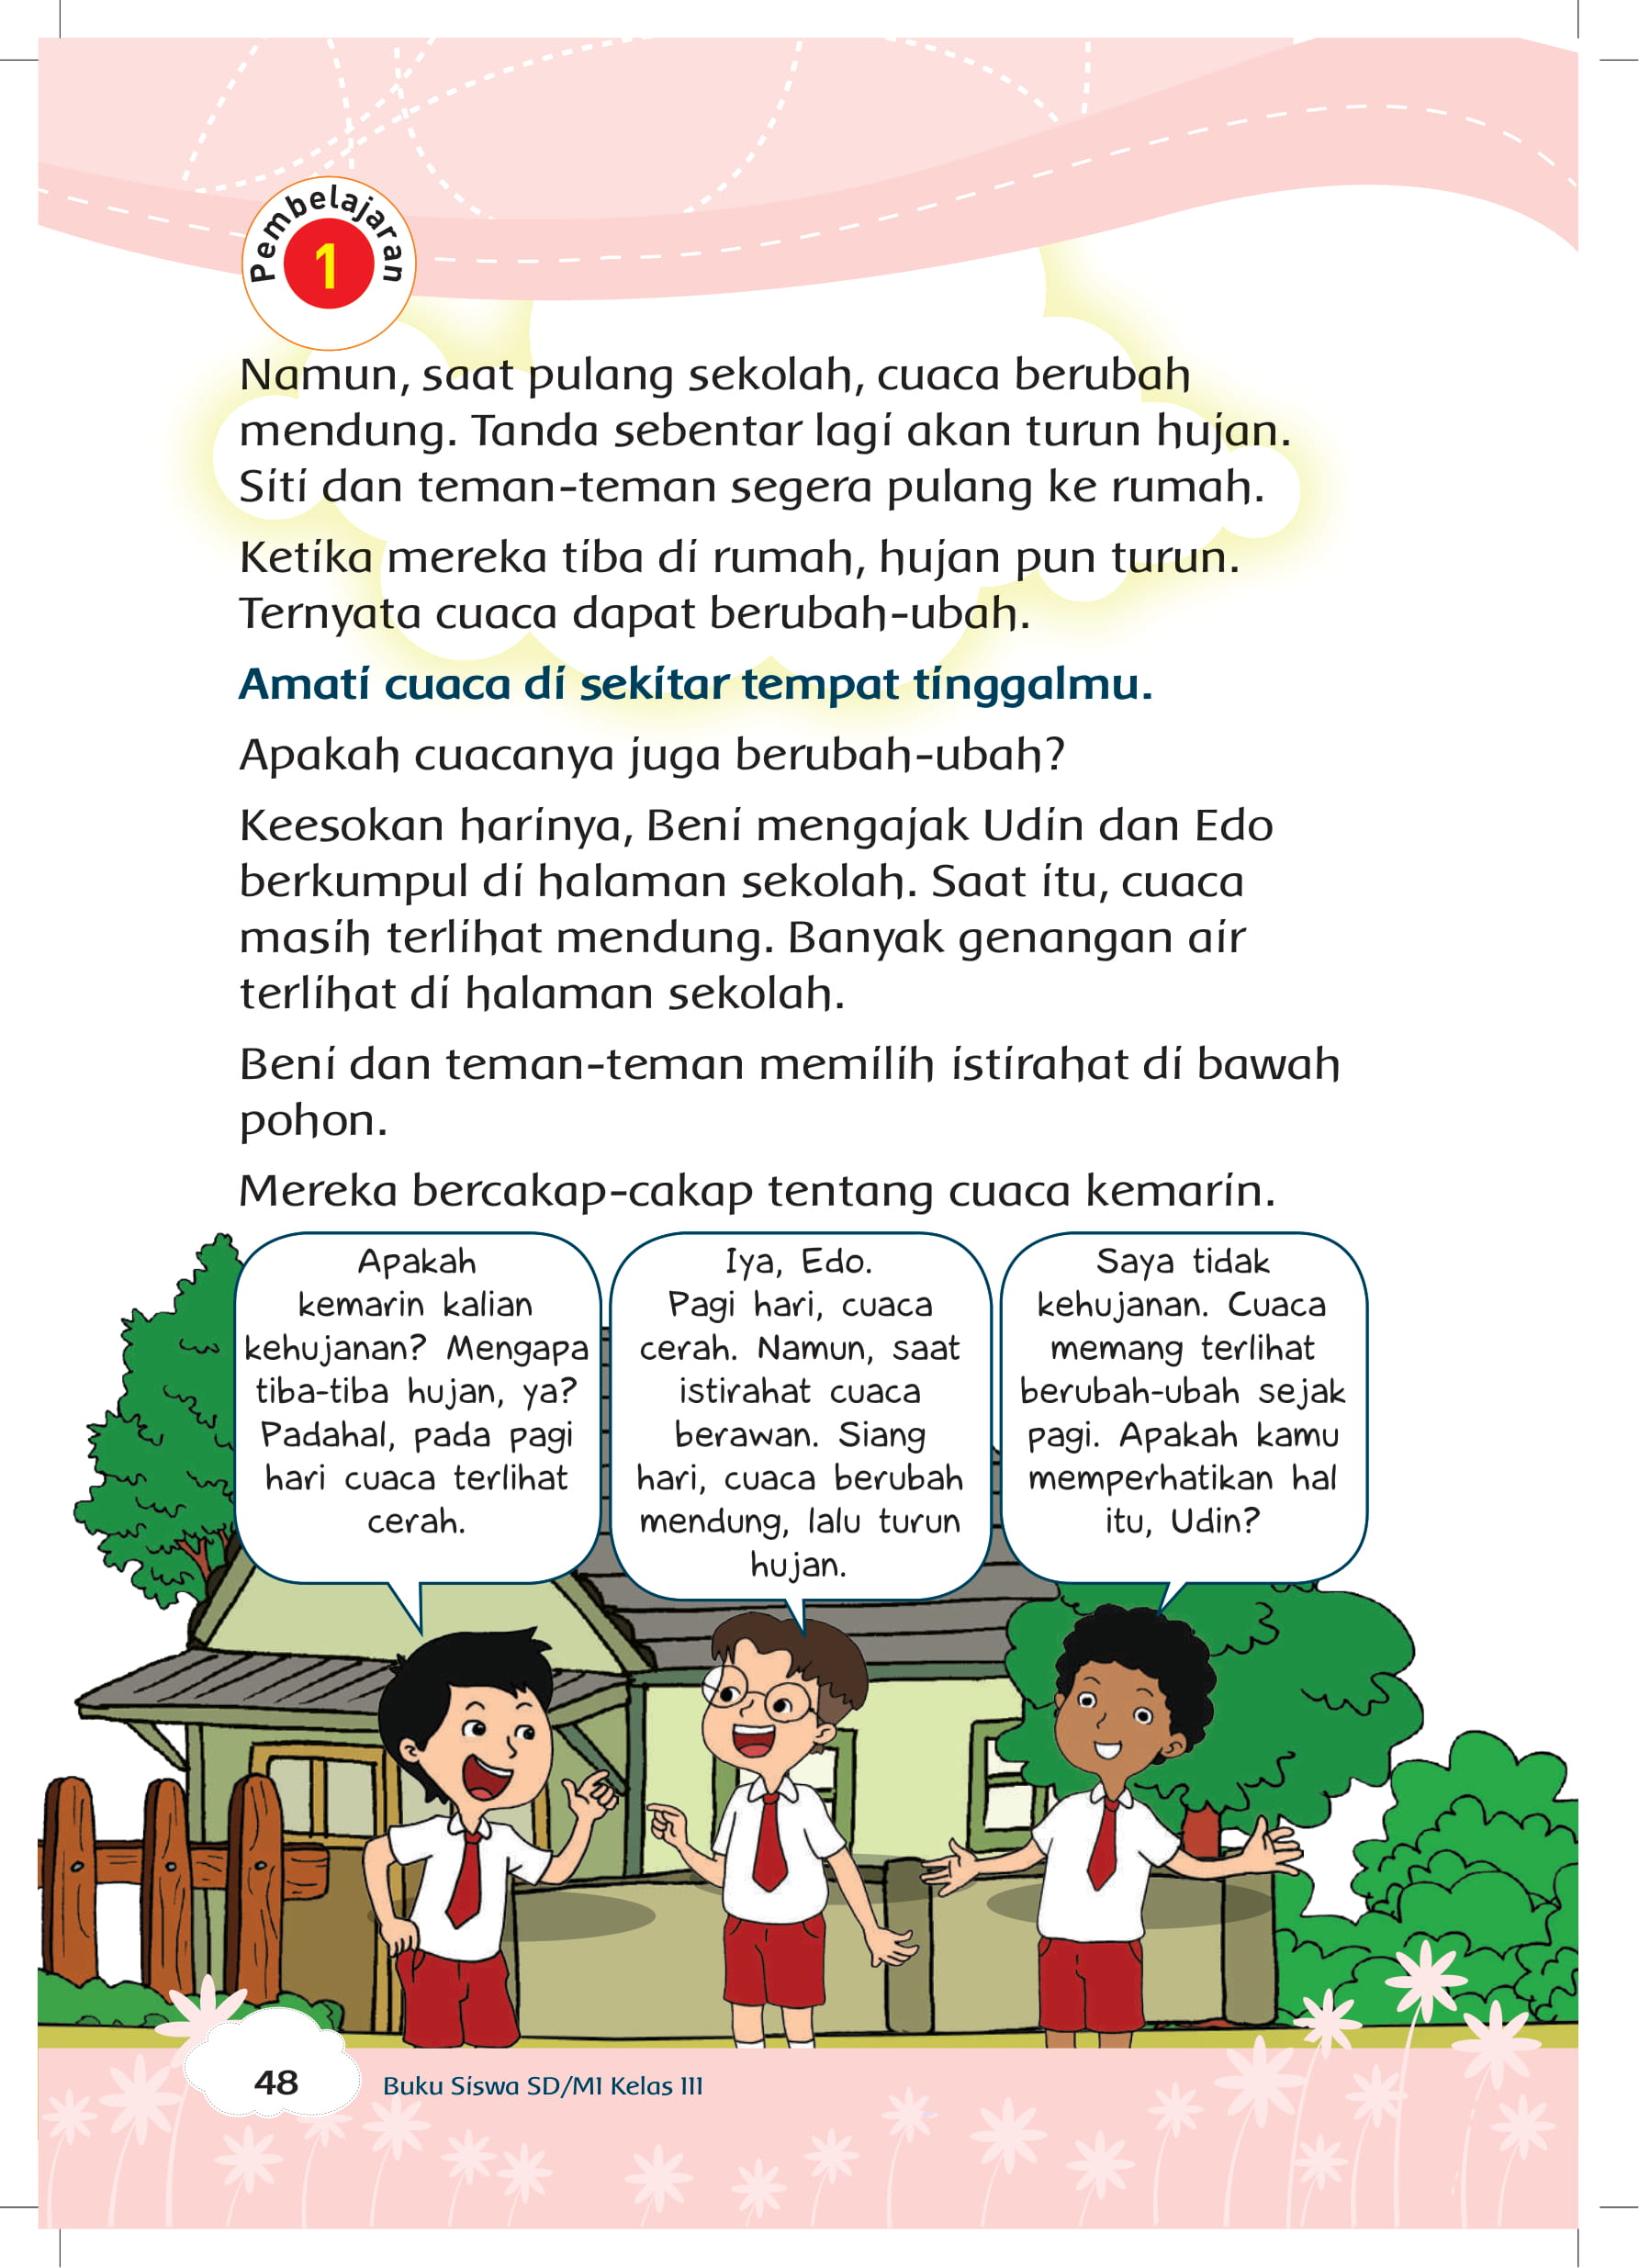 Pembelajaran
1
Namun, saat pulang sekolah, cuaca berubah
mendung. Tanda sebentar lagi akan turun hujan.
Siti dan teman-teman segera pulang ke rumah.
Ketika mereka tiba di rumah, hujan pun turun.
Ternyata cuaca dapat berubah-ubah.
Amati cuaca di sekitar tempat tinggalmu.
Apakah cuacanya juga berubah-ubah?
Keesokan harinya, Beni mengajak Udin dan Edo
berkumpul di halaman sekolah. Saat itu, cuaca
masih terlihat mendung. Banyak genangan air
terlihat di halaman sekolah.
Beni dan teman-teman memilih istirahat di bawah
pohon.
Mereka bercakap-cakap tentang cuaca kemarin.
Apakah
kemarin kalian
kehujanan? Mengapa
tiba-tiba hujan, ya?
Padahal, pada pagi
hari cuaca terlihat
cerah.
Iya, Edo.
Pagi hari, cuaca
cerah. Namun, saat
istirahat cuaca
berawan. Siang
hari, cuaca berubah
mendung, lalu turun
hujan.
Saya tidak
kehujanan. Cuaca
memang terlihat
berubah-ubah sejak
pagi. Apakah kamu
memperhatikan hal
itu, Udin?
48
Buku Siswa SD/MI Kelas III